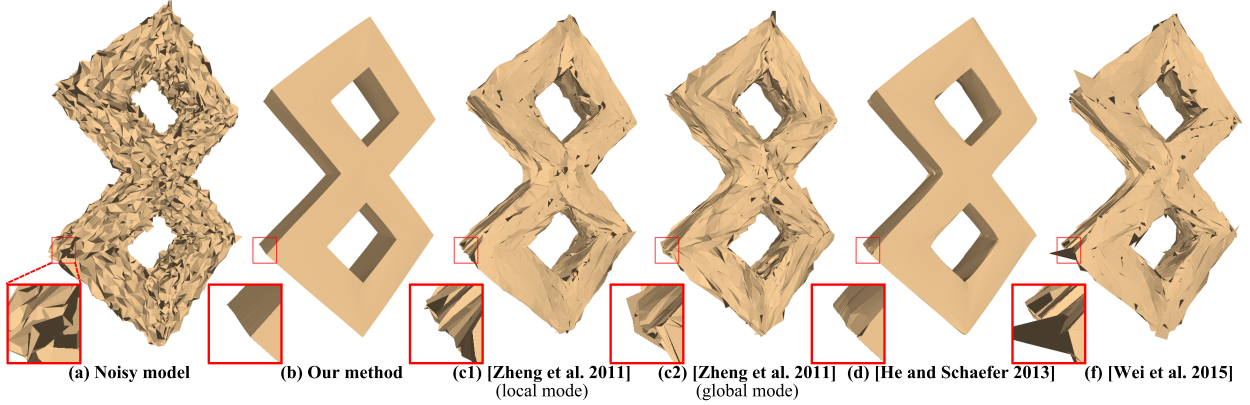 (a) Noisy model (b) Our method (c1) [Zheng et al. 2011] (c2) [Zheng et al. 2011] (d) [He and Schaefer 2013] (f) [Wei et al. 2015]
(local mode) (global mode)